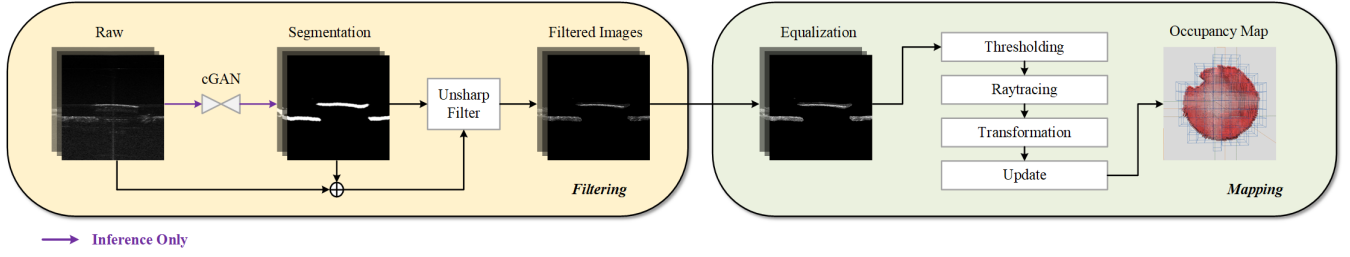 Raw
Segmentation
Filtered Images
Equalization
Occupancy Map
cGAN
Unsharp
Filter
Thresholding
Raytracing
Transformation
Update
Filtering
Mapping
Inference Only